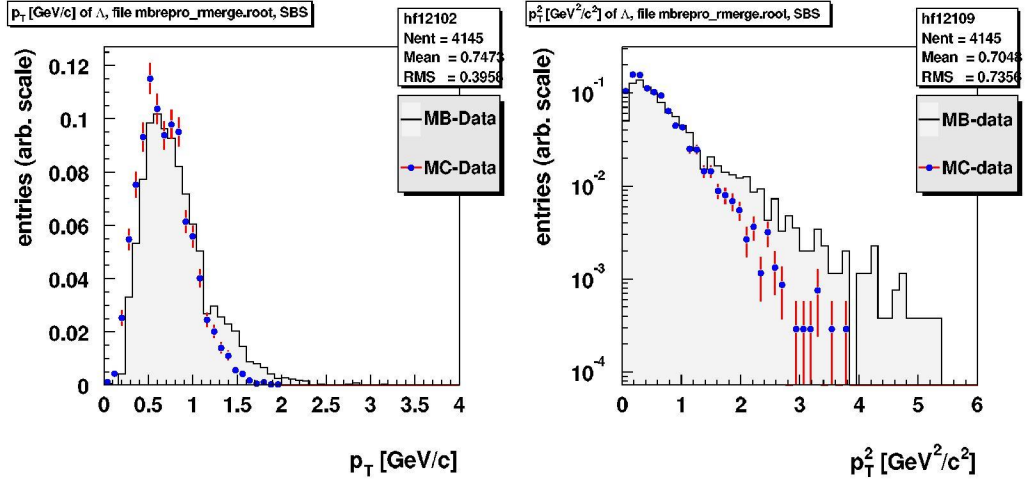 p_T [GeV/c] of Λ, file mbrepro_rmerge.root, SBS
hf12102
Nent = 4145
Mean = 0.7473
RMS = 0.3958
MB-Data
MC-Data
entries (arb. scale)
0.12
0.1
0.08
0.06
0.04
0.02
0
0 0.5 1 1.5 2 2.5 3 3.5 4
p_T [GeV/c]
p_T^2 [GeV^2/c^2] of Λ, file mbrepro_rmerge.root, SBS
hf12109
Nent = 4145
Mean = 0.7048
RMS = 0.7356
MB-data
MC-data
entries (arb. scale)
10^-1
10^-2
10^-3
10^-4
0 1 2 3 4 5 6
p_T^2 [GeV^2/c^2]